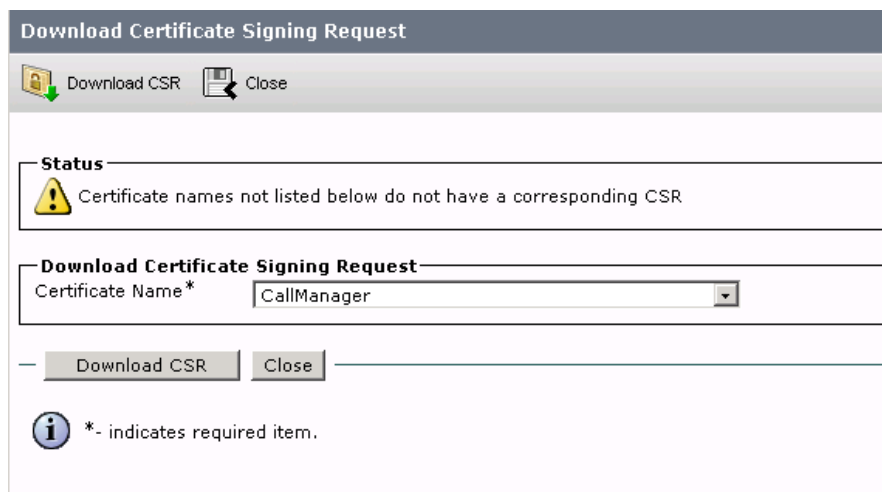 Download Certificate Signing Request
Download CSR Close
Status
Certificate names not listed below do not have a corresponding CSR
Download Certificate Signing Request
Certificate Name* CallManager
Download CSR Close
*- indicates required item.